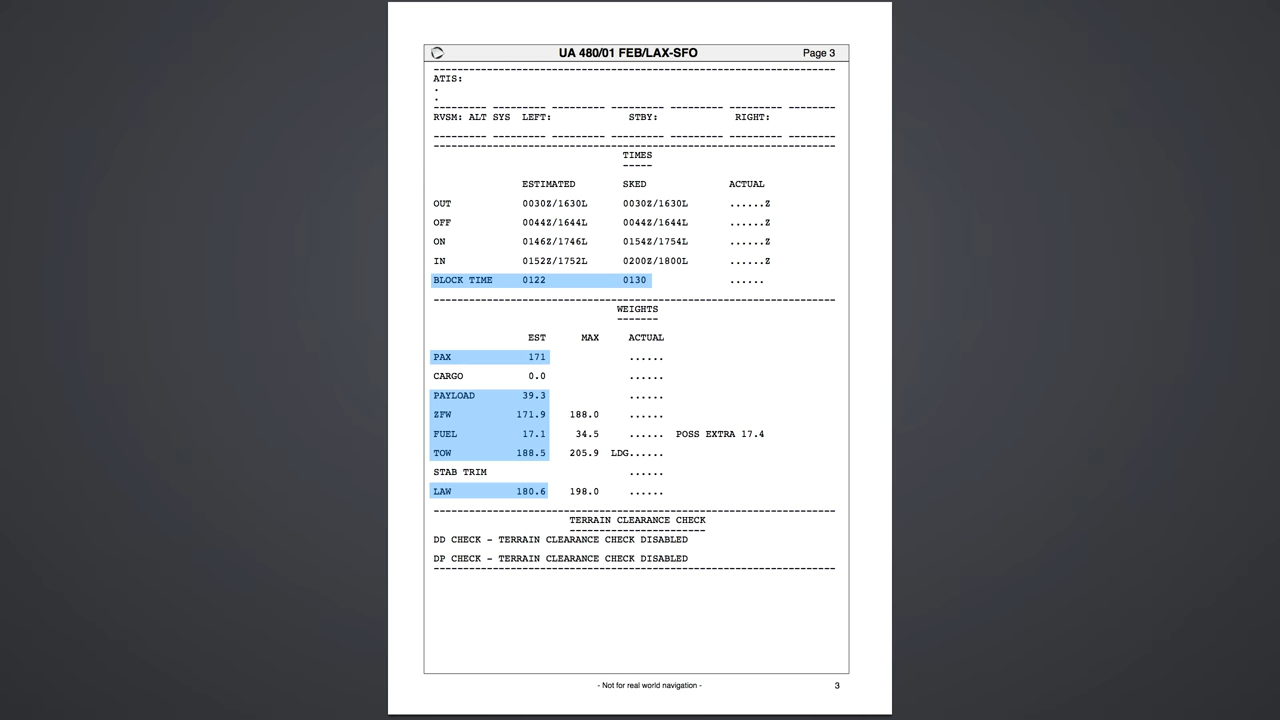 UA 480/01 FEB/LAX-SFO Page 3
--------------------------------------------------------------------
ATIS:
.
.
--------- --------- --------- --------- --------- --------- --------
RVSM: ALT SYS LEFT: STBY: RIGHT:
--------- --------- --------- --------- --------- --------- --------
--------------------------------------------------------------------
TIMES
-----
ESTIMATED SKED ACTUAL
OUT 0030Z/1630L 0030Z/1630L ......Z
OFF 0044Z/1644L 0044Z/1644L ......Z
ON 0146Z/1746L 0154Z/1754L ......Z
IN 0152Z/1752L 0200Z/1800L ......Z
BLOCK TIME 0122 0130 ......
--------------------------------------------------------------------
WEIGHTS
-------
EST MAX ACTUAL
PAX 171 ......
CARGO 0.0 ......
PAYLOAD 39.3 ......
ZFW 171.9 188.0 ......
FUEL 17.1 34.5 ...... POSS EXTRA 17.4
TOW 188.5 205.9 LDG......
STAB TRIM ......
LAW 180.6 198.0 ......
--------------------------------------------------------------------
TERRAIN CLEARANCE CHECK
-----------------------
DD CHECK - TERRAIN CLEARANCE CHECK DISABLED
DP CHECK - TERRAIN CLEARANCE CHECK DISABLED
--------------------------------------------------------------------
- Not for real world navigation - 3